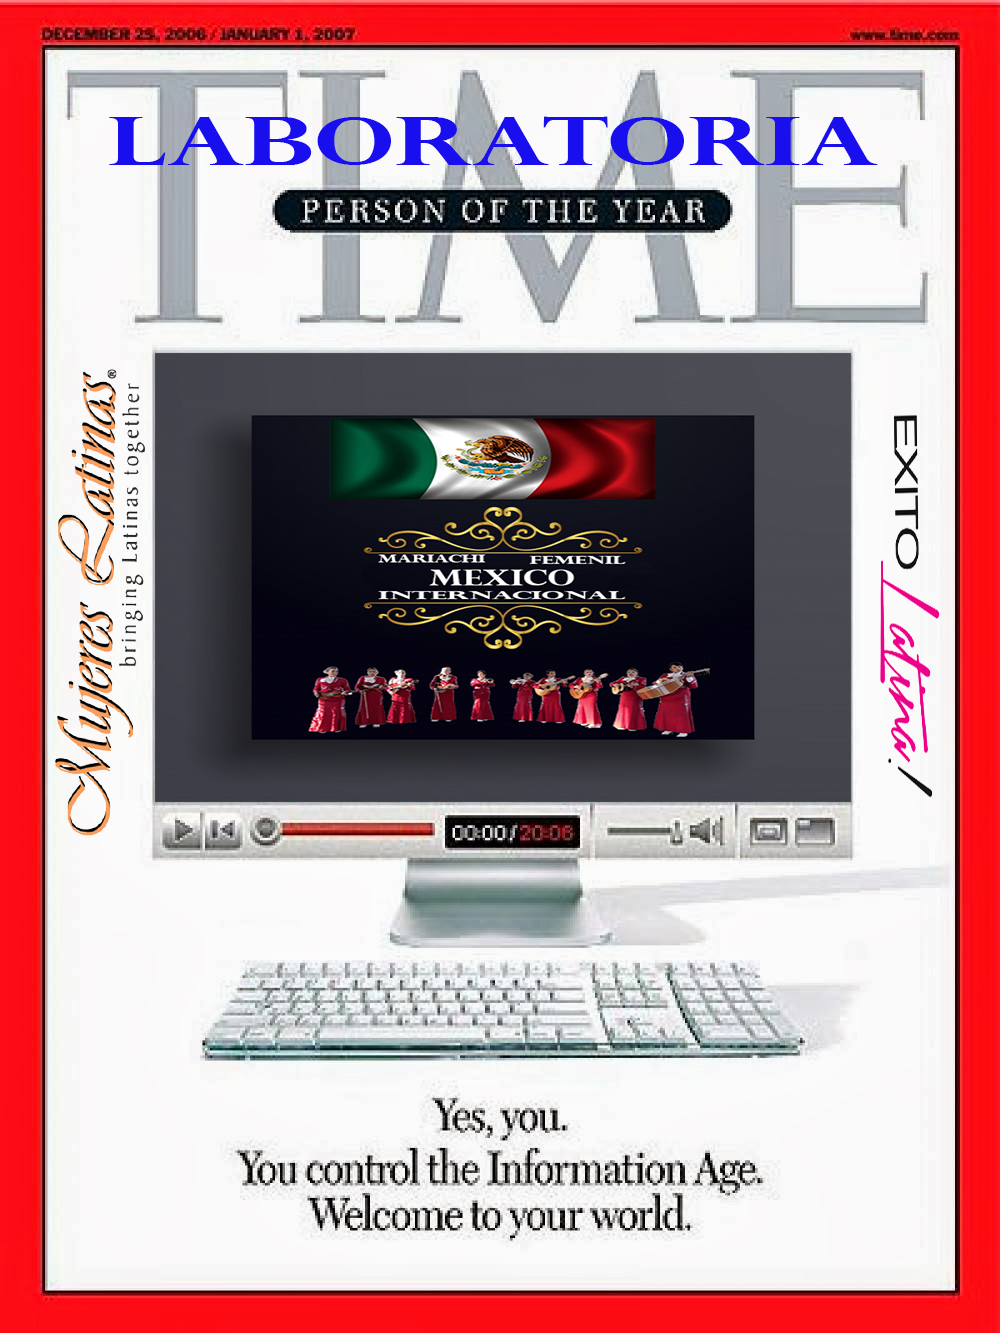 DECEMBER 25, 2006 / JANUARY 1, 2007
www.time.com
TIME
LABORATORIA
PERSON OF THE YEAR
Mujeres Latinas®
bringing Latinas together
EXITO Latina!
MARIACHI FEMENIL
MEXICO
INTERNACIONAL
00:00/20:06
Yes, you.
You control the Information Age.
Welcome to your world.